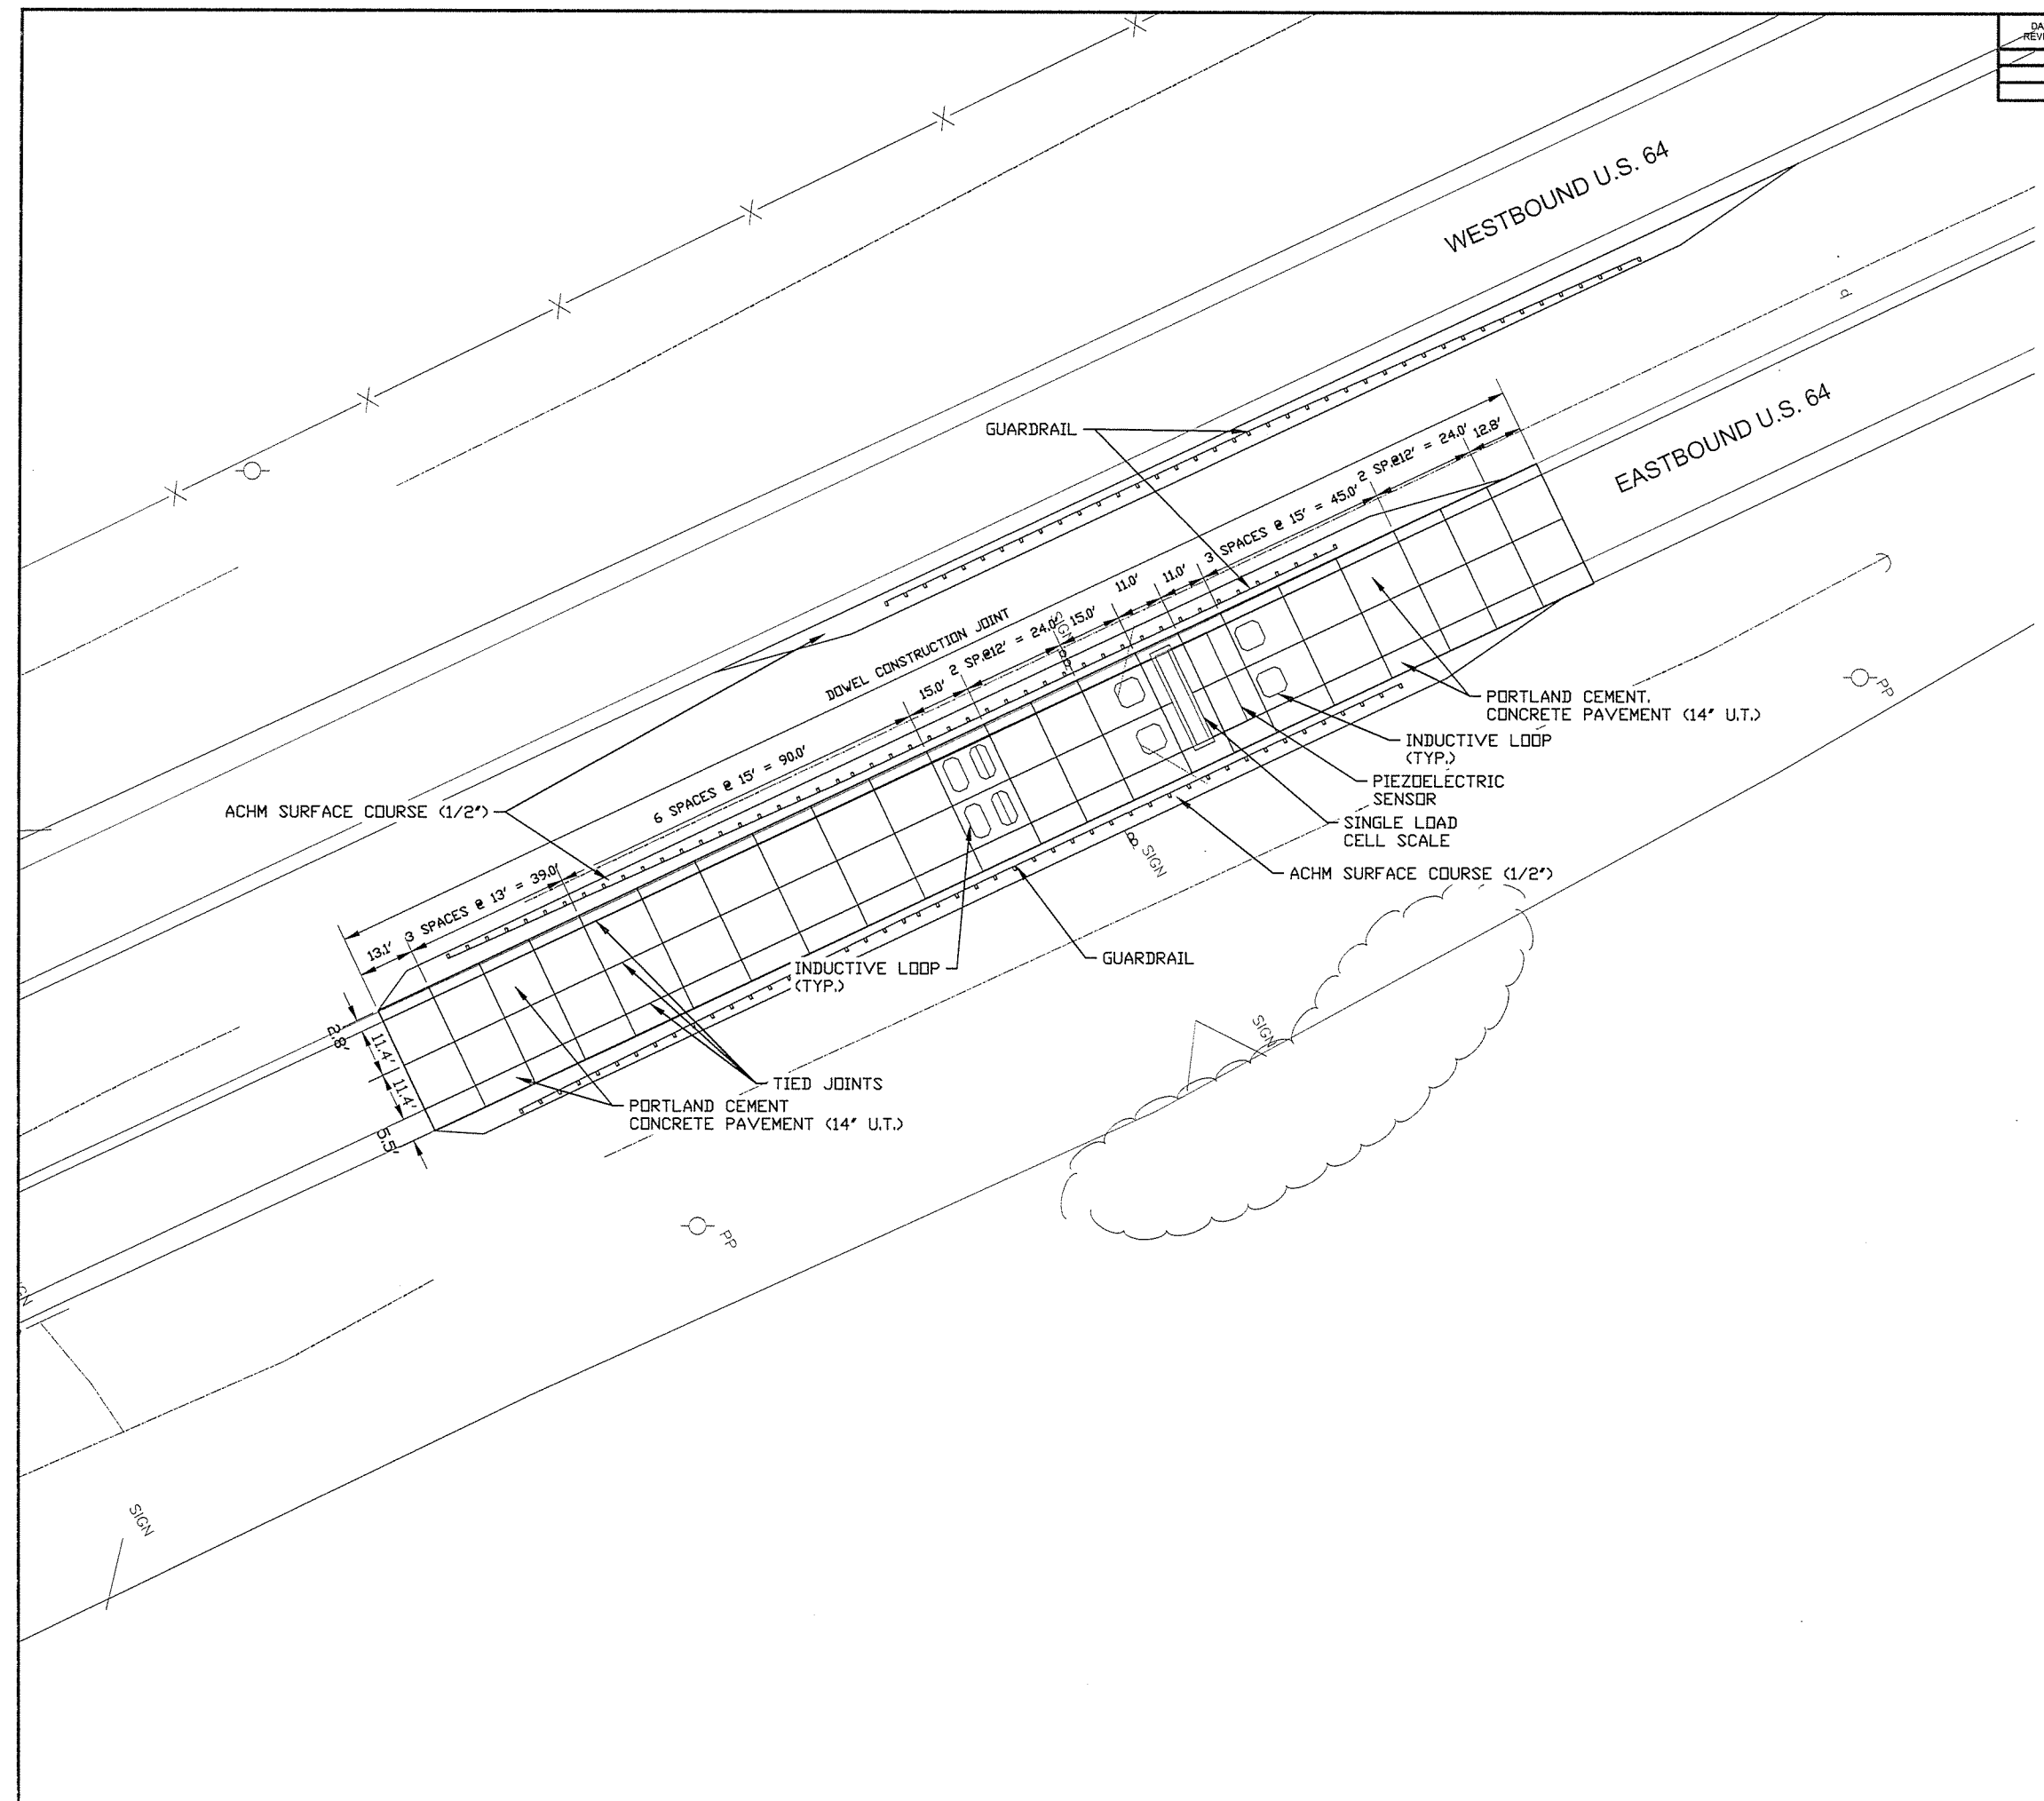 WESTBOUND U.S. 64
EASTBOUND U.S. 64
GUARDRAIL
12.8'
2 SP.@12' = 24.0'
3 SPACES @ 15' = 45.0'
11.0'
11.0'
15.0'
2 SP.@12' = 24.0'
15.0'
DOWEL CONSTRUCTION JOINT
6 SPACES @ 15' = 90.0'
3 SPACES @ 13' = 39.0'
13.1'
SIGN
PORTLAND CEMENT.
CONCRETE PAVEMENT (14" U.T.)
INDUCTIVE LOOP
(TYP.)
PIEZOELECTRIC
SENSOR
SINGLE LOAD
CELL SCALE
ACHM SURFACE COURSE (1/2")
ACHM SURFACE COURSE (1/2")
SIGN
GUARDRAIL
INDUCTIVE LOOP
(TYP.)
2.8'
11.4'
11.4'
5.5'
TIED JOINTS
PORTLAND CEMENT
CONCRETE PAVEMENT (14" U.T.)
SIGN
PP
PP
SIGN